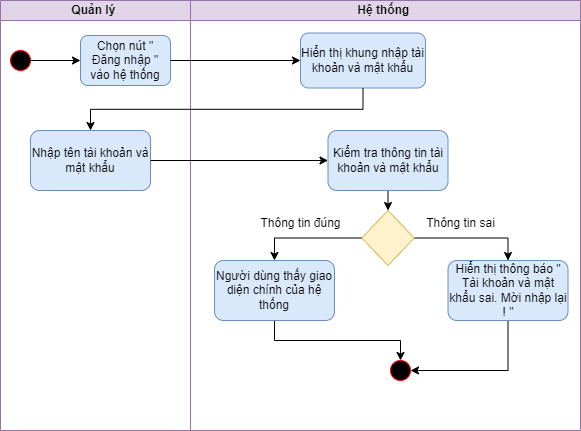 Quản lý
Hệ thống
Chọn nút "
Đăng nhập "
vào hệ thống
Hiển thị khung nhập tài
khoản và mật khẩu
Nhập tên tài khoản và
mật khẩu
Kiểm tra thông tin tài
khoản và mật khẩu
Thông tin đúng
Thông tin sai
Người dùng thấy giao
diện chính của hệ
thống
Hiển thị thông báo "
Tài khoản và mật
khẩu sai. Mời nhập lại
! "